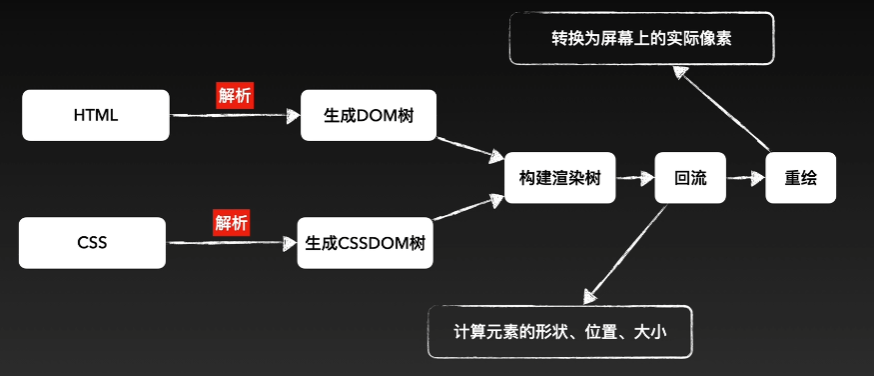 转换为屏幕上的实际像素
解析
HTML
生成DOM树
构建渲染树
回流
重绘
解析
CSS
生成CSSDOM树
计算元素的形状、位置、大小